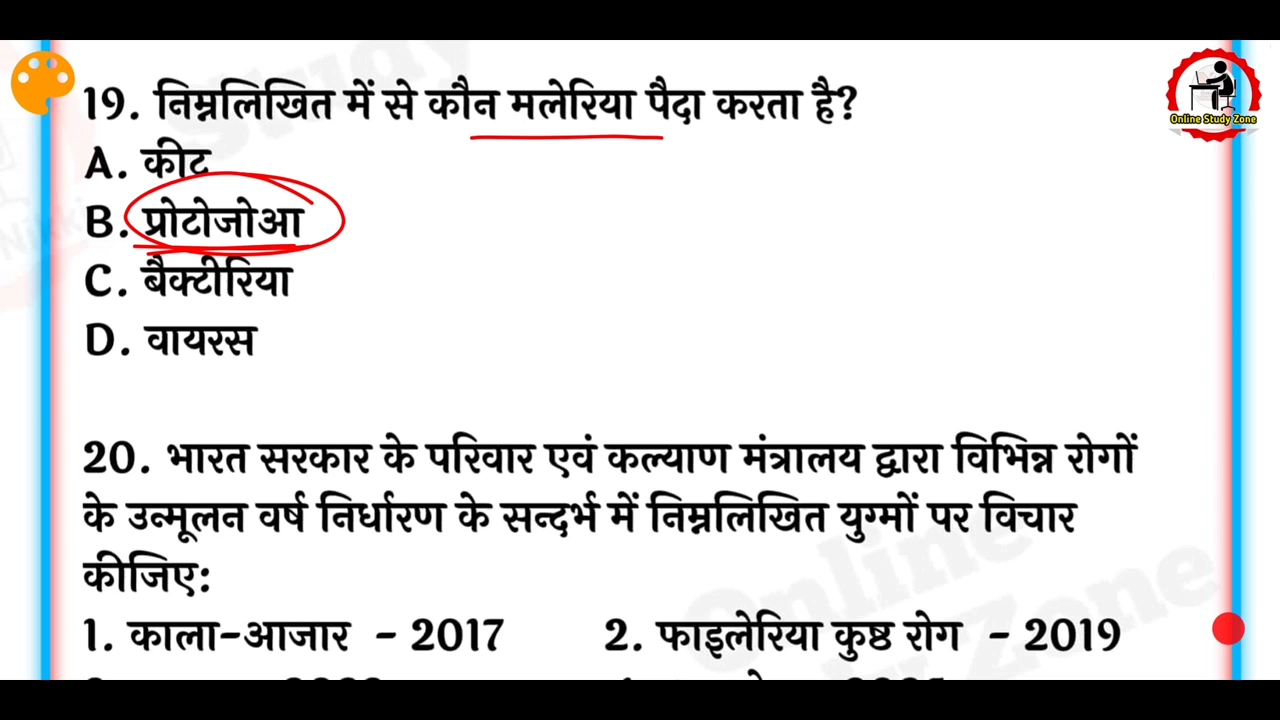 19. निम्नलिखित में से कौन मलेरिया पैदा करता है?
A. कीट
B. प्रोटोजोआ
C. बैक्टीरिया
D. वायरस
20. भारत सरकार के परिवार एवं कल्याण मंत्रालय द्वारा विभिन्न रोगों
के उन्मूलन वर्ष निर्धारण के सन्दर्भ में निम्नलिखित युग्मों पर विचार
कीजिए:
1. काला-आजार - 2017 2. फाइलेरिया कुष्ठ रोग - 2019
Online Study Zone